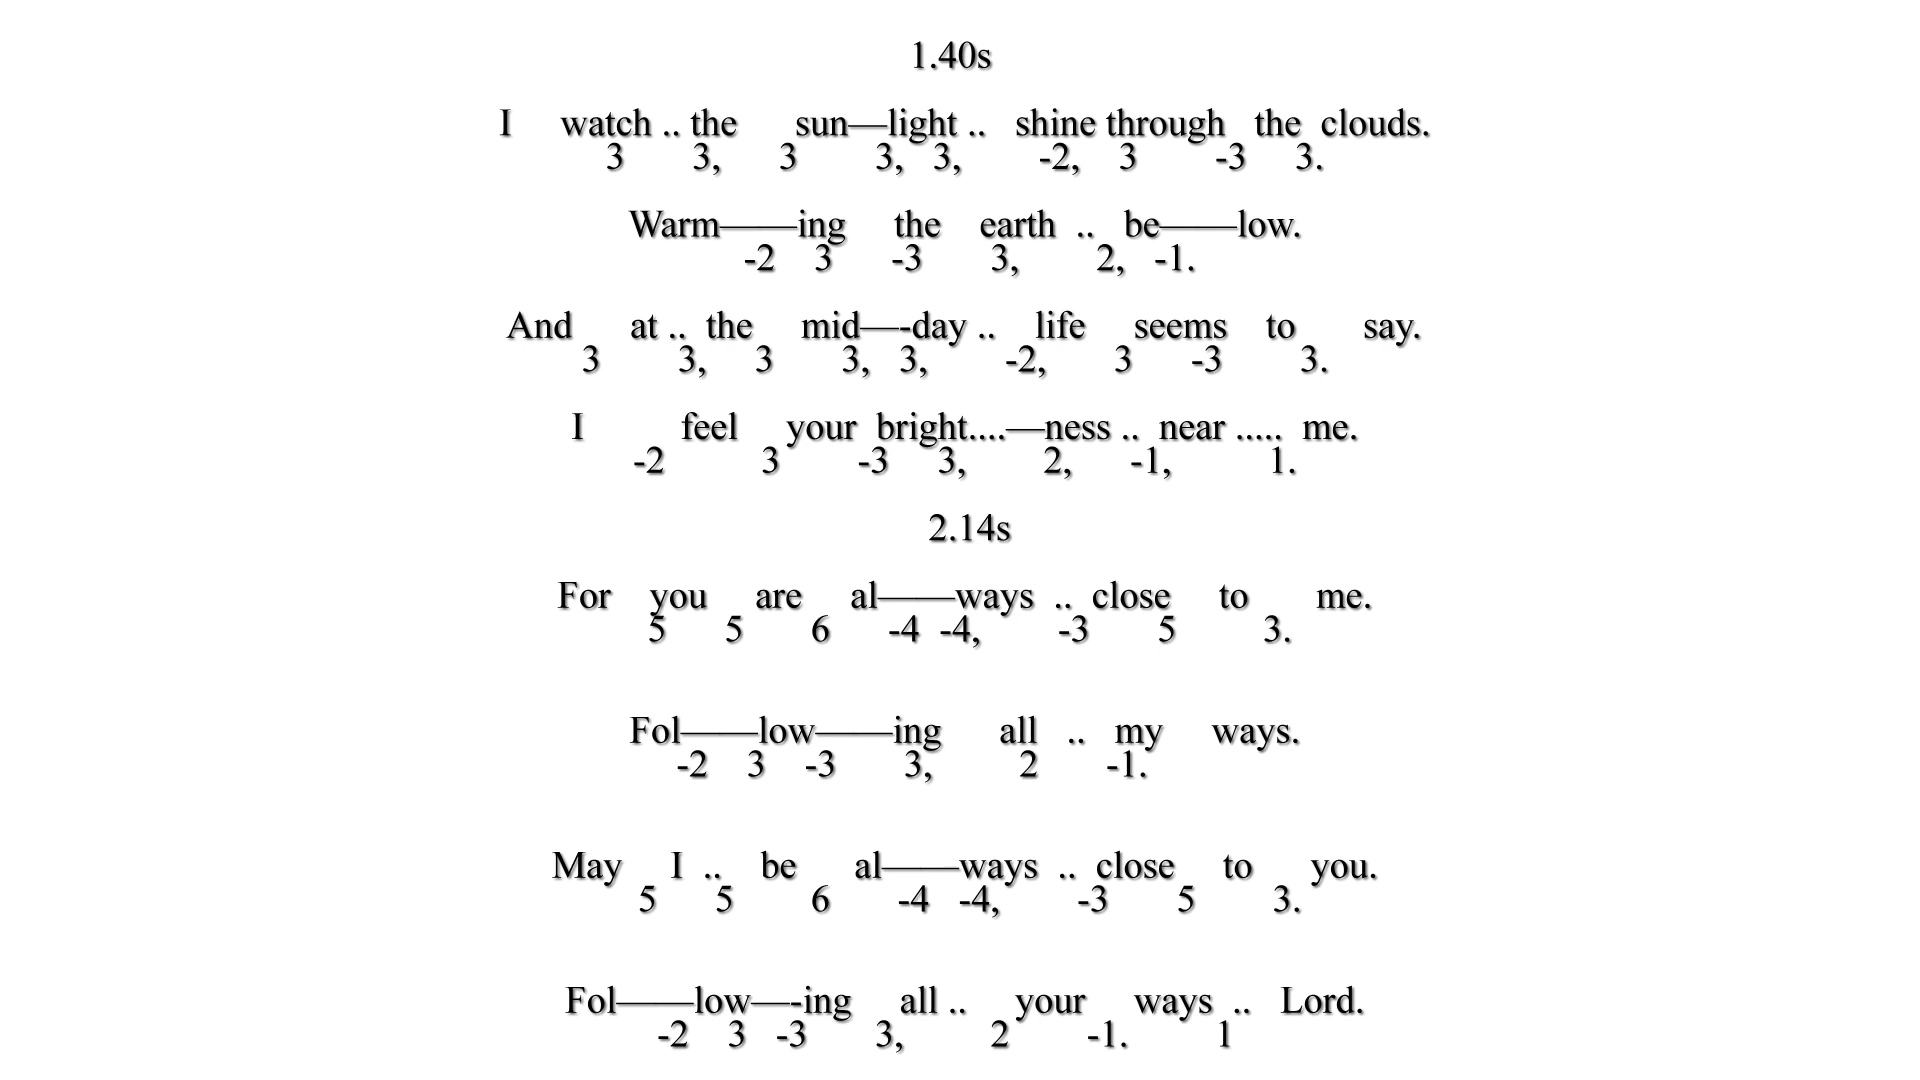 1.40s
I watch .. the sun—light .. shine through the clouds.
3 3, 3 3, 3, -2, 3 -3 3.
Warm——ing the earth .. be——low.
-2 3 -3 3, 2, -1.
And at .. the mid—-day .. life seems to say.
3 3, 3 3, 3, -2, 3 -3 3.
I feel your bright....—ness .. near ..... me.
-2 3 -3 3, 2, -1, 1.
2.14s
For you are al——ways .. close to me.
5 5 6 -4 -4, -3 5 3.
Fol——low——ing all .. my ways.
-2 3 -3 3, 2 -1.
May I .. be al——ways .. close to you.
5 5 6 -4 -4, -3 5 3.
Fol——low—-ing all .. your ways .. Lord.
-2 3 -3 3, 2 -1. 1